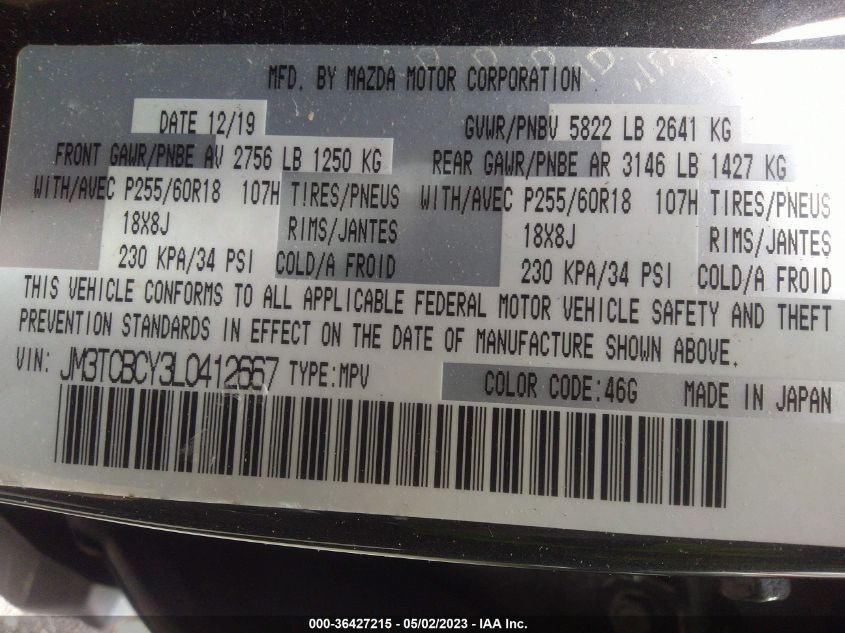 MFD. BY MAZDA MOTOR CORPORATION
DATE 12/19 GVWR/PNBV 5822 LB 2641 KG
FRONT GAWR/PNBE AV 2756 LB 1250 KG REAR GAWR/PNBE AR 3146 LB 1427 KG
WITH/AVEC P255/60R18 107H TIRES/PNEUS WITH/AVEC P255/60R18 107H TIRES/PNEUS
18X8J RIMS/JANTES 18X8J RIMS/JANTES
230 KPA/34 PSI COLD/A FROID 230 KPA/34 PSI COLD/A FROID
THIS VEHICLE CONFORMS TO ALL APPLICABLE FEDERAL MOTOR VEHICLE SAFETY AND THEFT
PREVENTION STANDARDS IN EFFECT ON THE DATE OF MANUFACTURE SHOWN ABOVE.
VIN: JM3TCBCY3L0412667 TYPE:MPV
COLOR CODE:46G MADE IN JAPAN
000-36427215 - 05/02/2023 - IAA Inc.